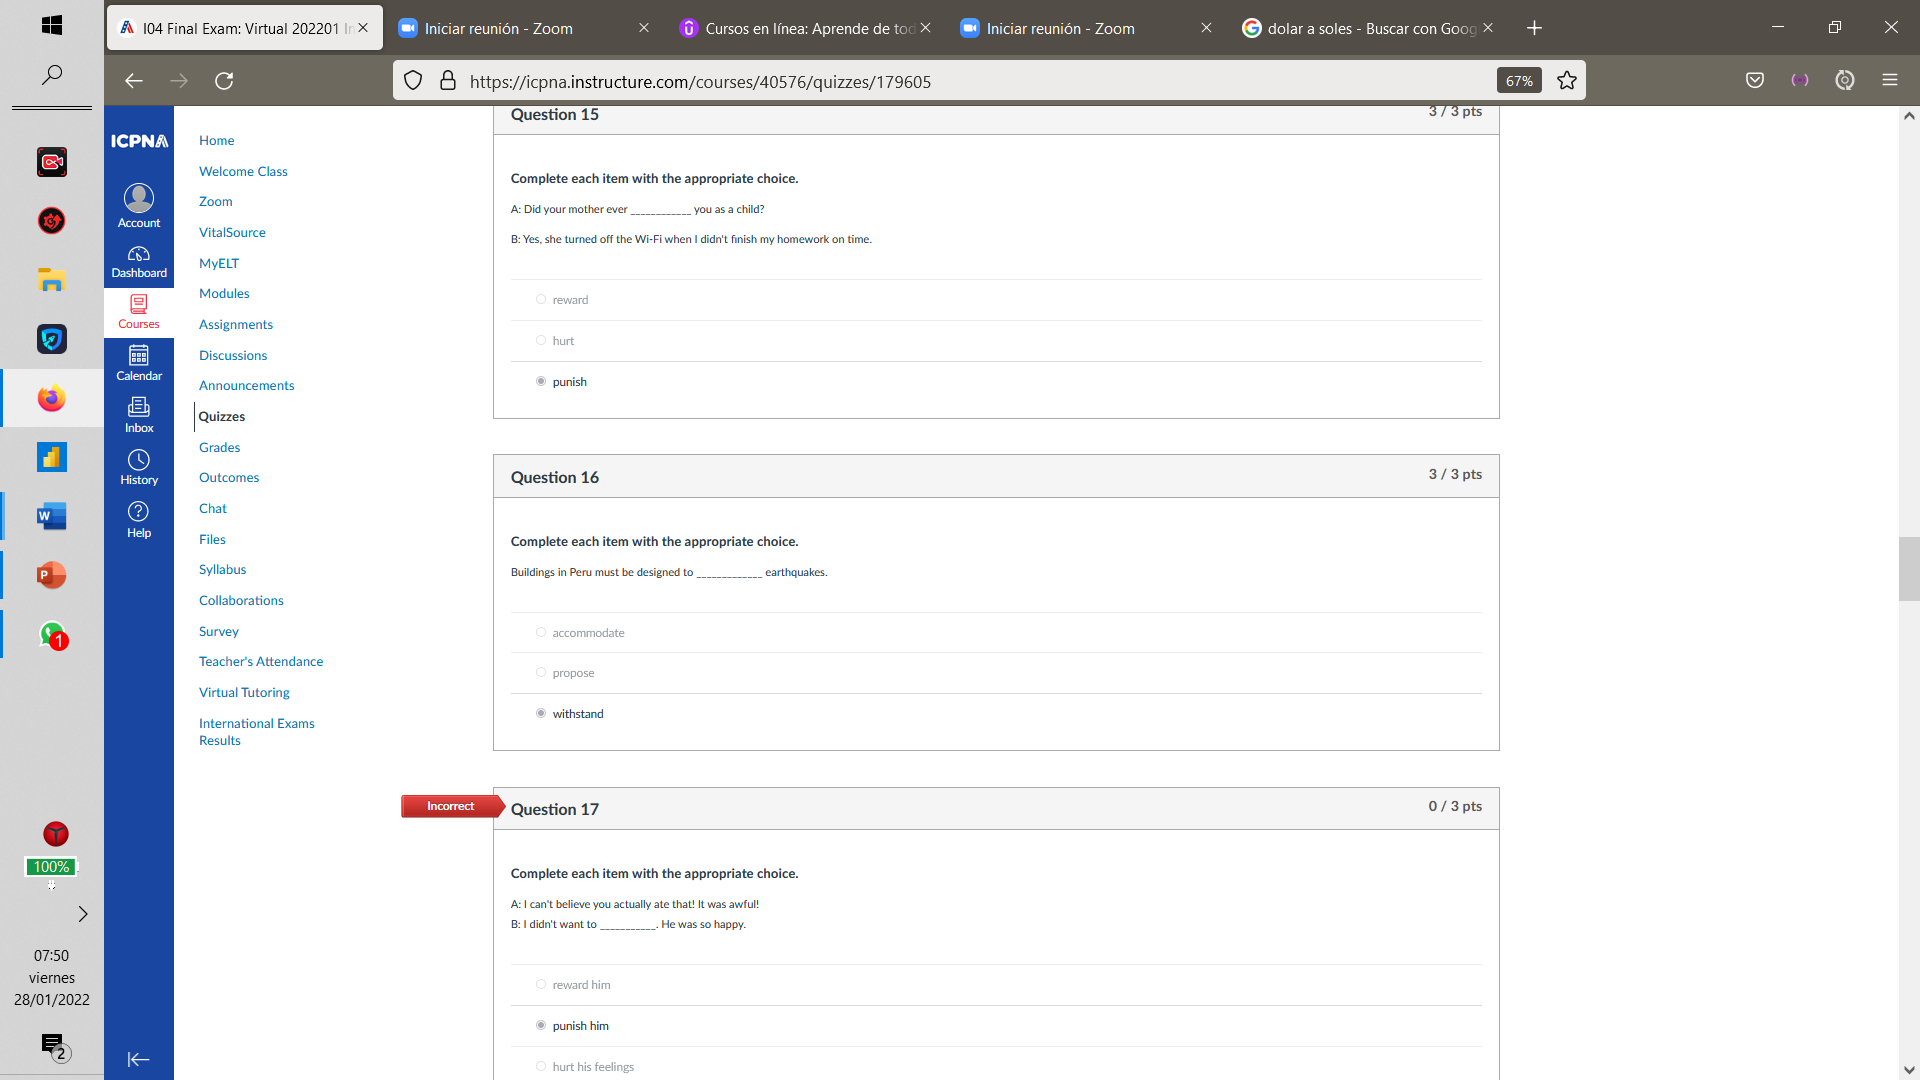 I04 Final Exam: Virtual 202201 In
Iniciar reunión - Zoom
Cursos en línea: Aprende de tod
Iniciar reunión - Zoom
dolar a soles - Buscar con Goog
https://icpna.instructure.com/courses/40576/quizzes/179605
67%
ICPNA
Account
Dashboard
Courses
Calendar
Inbox
History
Help
Home
Welcome Class
Zoom
VitalSource
MyELT
Modules
Assignments
Discussions
Announcements
Quizzes
Grades
Outcomes
Chat
Files
Syllabus
Collaborations
Survey
Teacher's Attendance
Virtual Tutoring
International Exams
Results
Question 15
3 / 3 pts
Complete each item with the appropriate choice.
A: Did your mother ever ____________ you as a child?
B: Yes, she turned off the Wi-Fi when I didn't finish my homework on time.
reward
hurt
punish
Question 16
3 / 3 pts
Complete each item with the appropriate choice.
Buildings in Peru must be designed to _____________ earthquakes.
accommodate
propose
withstand
Incorrect
Question 17
0 / 3 pts
Complete each item with the appropriate choice.
A: I can't believe you actually ate that! It was awful!
B: I didn't want to ___________. He was so happy.
reward him
punish him
hurt his feelings
W
P
1
100%
07:50
viernes
28/01/2022
2